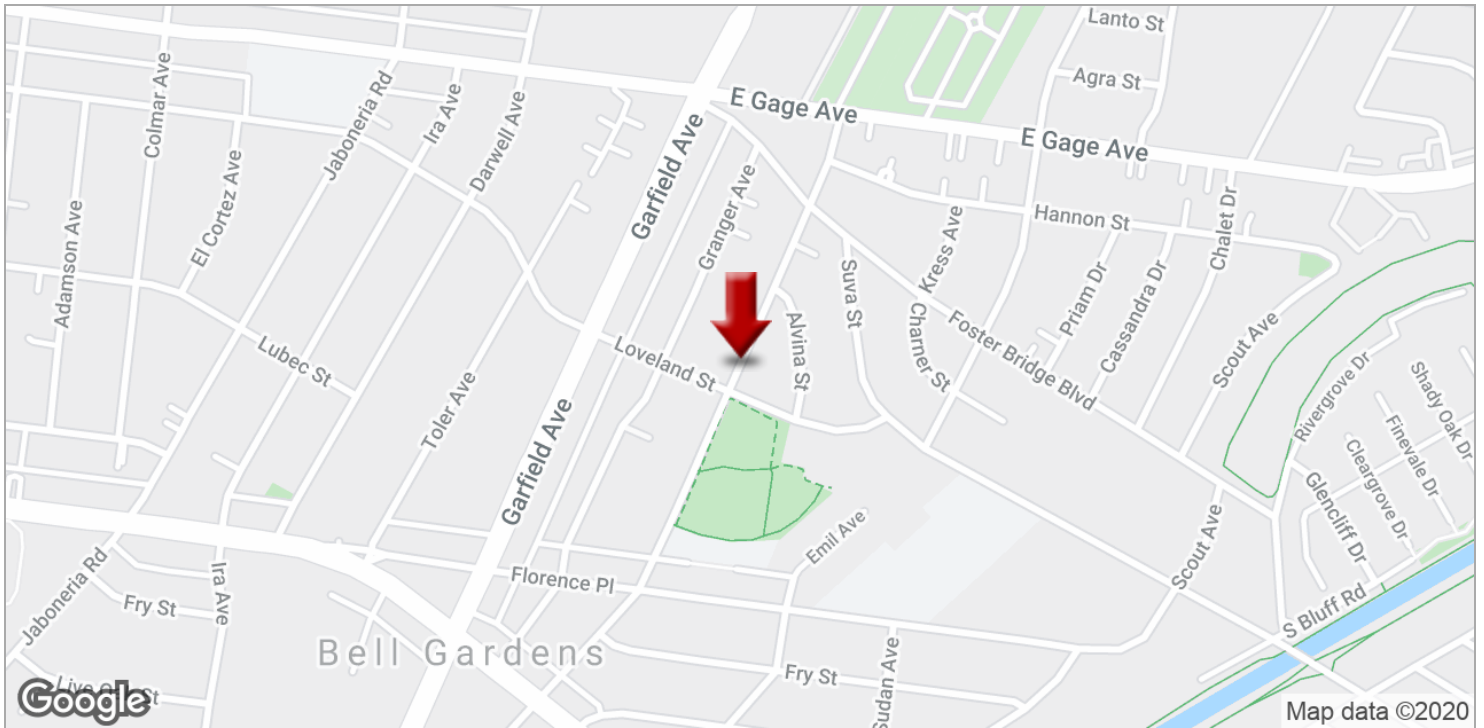 Lanto St
Agra St
E Gage Ave
E Gage Ave
Colmar Ave
Jaboneria Rd
Ira Ave
Darwell Ave
Garfield Ave
Granger Ave
El Cortez Ave
Adamson Ave
Hannon St
Kress Ave
Chalet Dr
Priam Dr
Cassandra Dr
Suva St
Alvina St
Charner St
Foster Bridge Blvd
Scout Ave
Rivergrove Dr
Shady Oak Dr
Finevale Dr
Cleargrove Dr
Glencliff Dr
Lubec St
Loveland St
Toler Ave
Garfield Ave
Emil Ave
Scout Ave
S Bluff Rd
Jaboneria Rd
Ira Ave
Fry St
Florence Pl
Bell Gardens
Fry St
Sudan Ave
Google
Map data ©2020